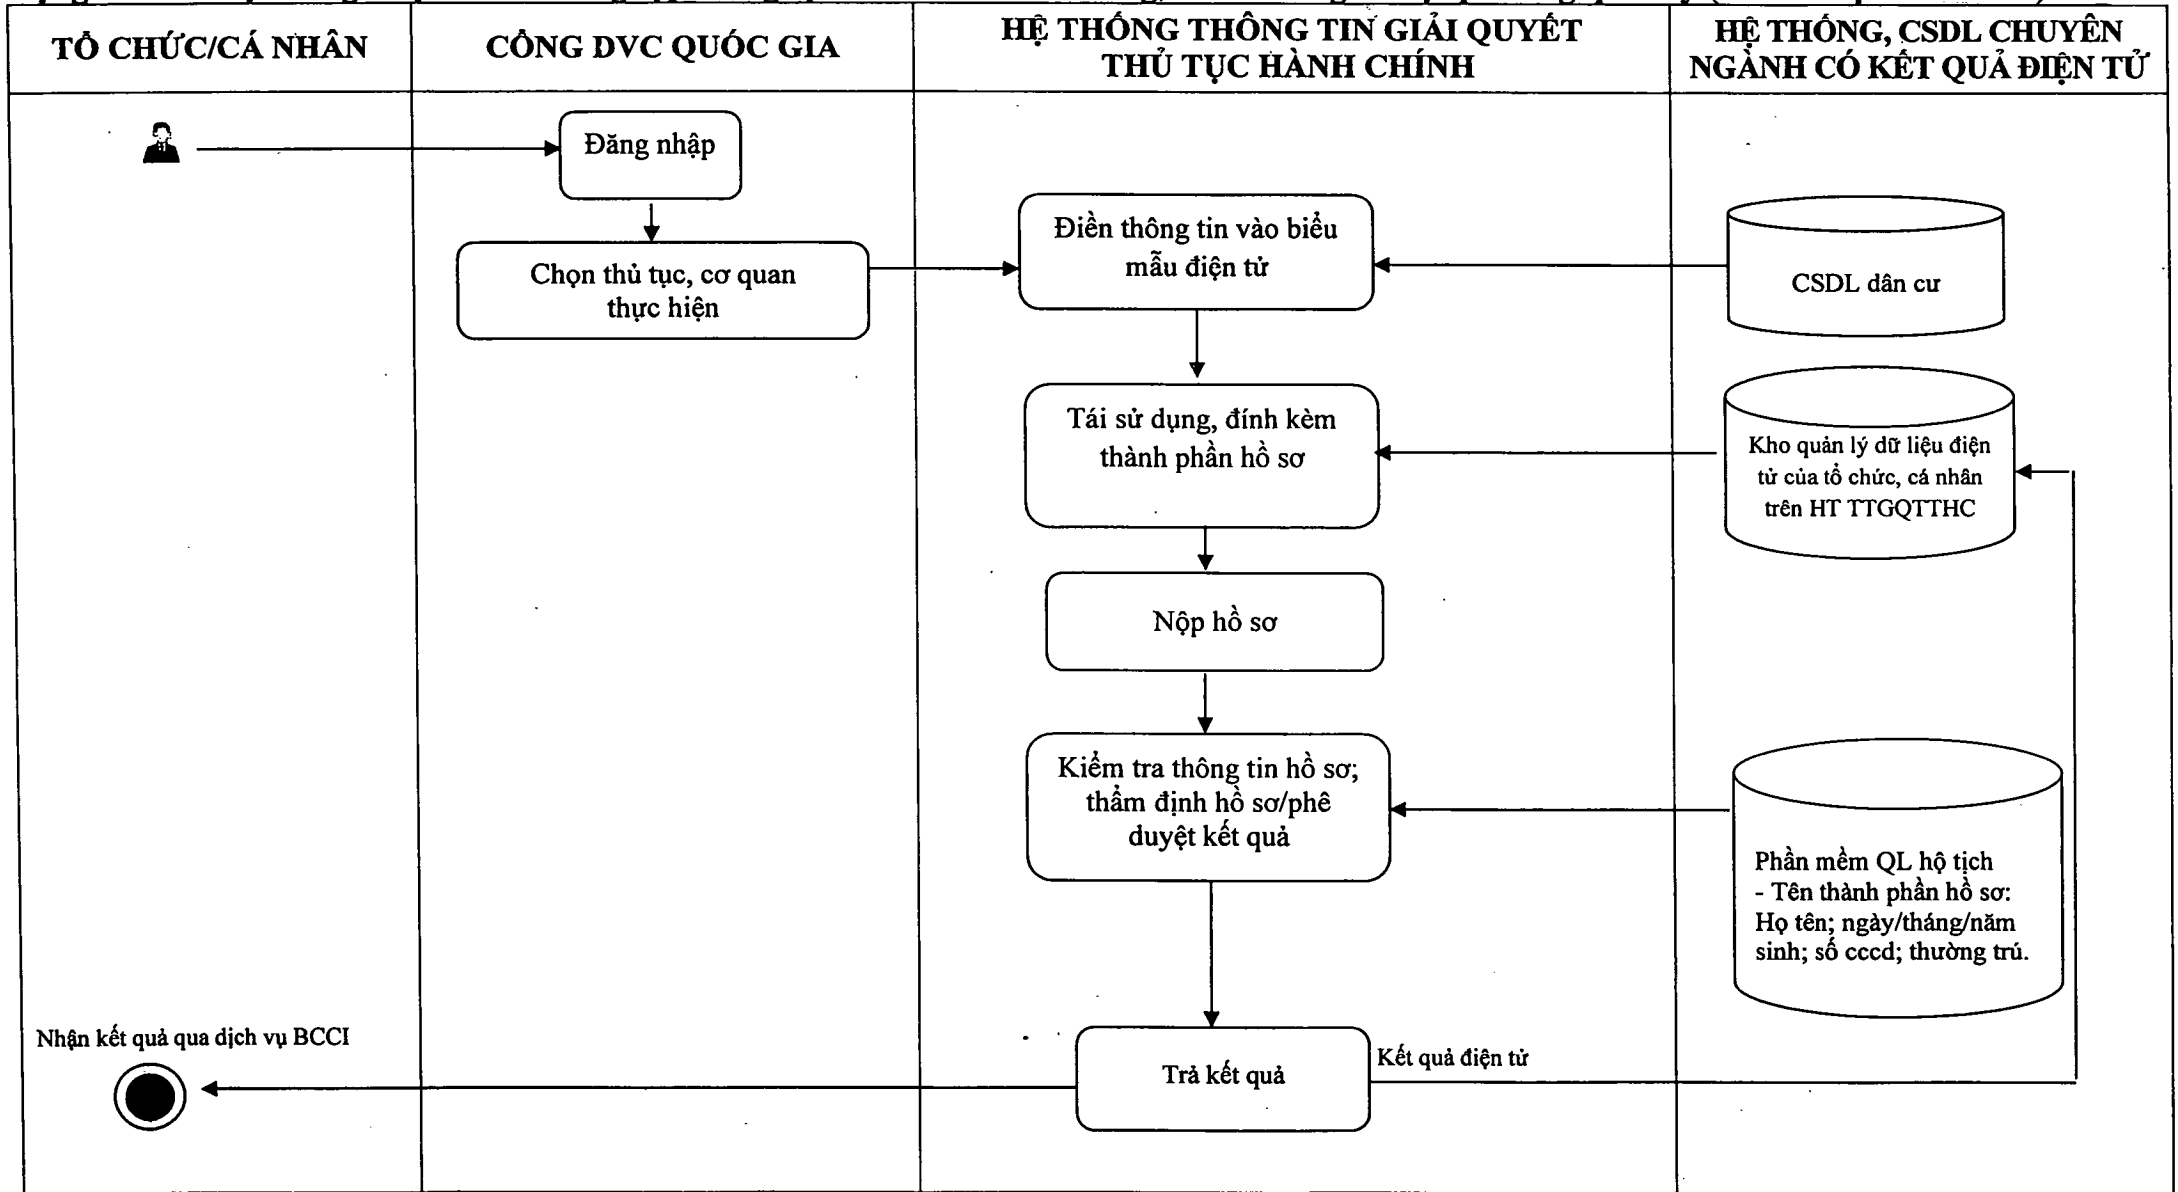 TỔ CHỨC/CÁ NHÂN
CỔNG DVC QUỐC GIA
HỆ THỐNG THÔNG TIN GIẢI QUYẾT
THỦ TỤC HÀNH CHÍNH
HỆ THỐNG, CSDL CHUYÊN
NGÀNH CÓ KẾT QUẢ ĐIỆN TỬ
Đăng nhập
Chọn thủ tục, cơ quan
thực hiện
Điền thông tin vào biểu
mẫu điện tử
CSDL dân cư
Tái sử dụng, đính kèm
thành phần hồ sơ
Kho quản lý dữ liệu điện
tử của tổ chức, cá nhân
trên HT TTGQTTHC
Nộp hồ sơ
Kiểm tra thông tin hồ sơ;
thẩm định hồ sơ/phê
duyệt kết quả
Phần mềm QL hộ tịch
- Tên thành phần hồ sơ:
Họ tên; ngày/tháng/năm
sinh; số cccd; thường trú.
Nhận kết quả qua dịch vụ BCCI
Trả kết quả
Kết quả điện tử